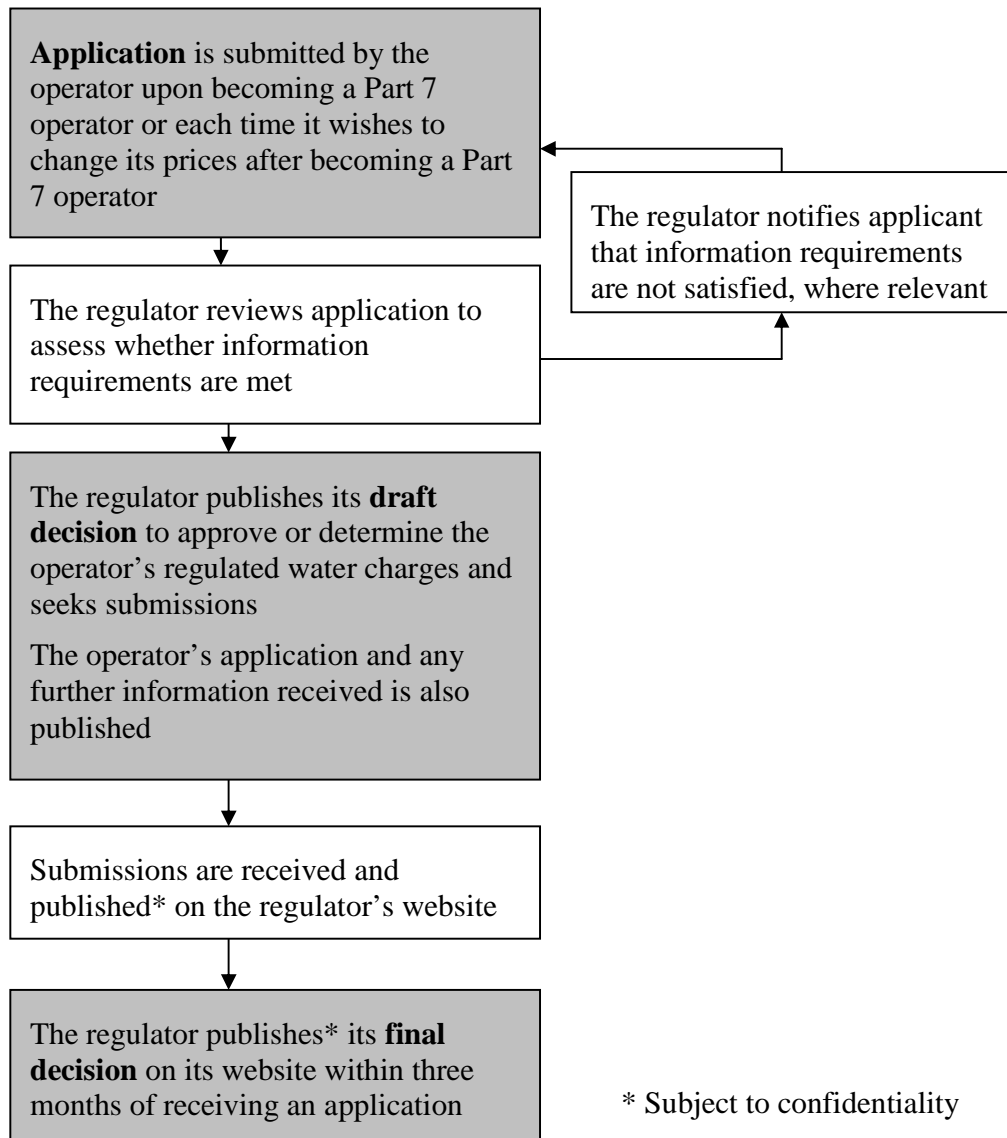 Application is submitted by the
operator upon becoming a Part 7
operator or each time it wishes to
change its prices after becoming a Part
7 operator
The regulator notifies applicant
that information requirements
are not satisfied, where relevant
The regulator reviews application to
assess whether information
requirements are met
The regulator publishes its draft
decision to approve or determine the
operator’s regulated water charges and
seeks submissions
The operator’s application and any
further information received is also
published
Submissions are received and
published* on the regulator’s website
The regulator publishes* its final
decision on its website within three
months of receiving an application
* Subject to confidentiality